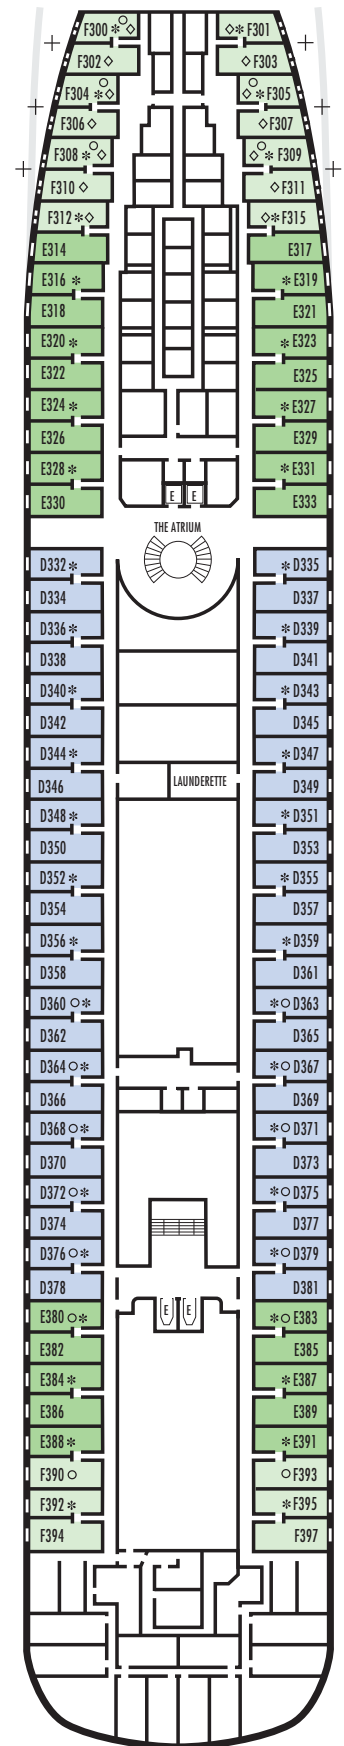 F300 *○◇ ◇* F301
F302 ◇ ◇ F303
F304 *○◇ ○◇* F305
F306 ◇ ◇ F307
F308 *○◇ ○◇* F309
F310 ◇ ◇ F311
F312 *◇ ◇* F315
E314 E317
E316 * * E319
E318 E321
E320 * * E323
E322 E325
E324 * * E327
E326 E329
E328 * * E331
E330 E E E333
THE ATRIUM
D332 * * D335
D334 D337
D336 * * D339
D338 D341
D340 * * D343
D342 D345
D344 * * D347
D346 LAUNDERETTE D349
D348 * * D351
D350 D353
D352 * * D355
D354 D357
D356 * * D359
D358 D361
D360 ○* *○ D363
D362 D365
D364 ○* *○ D367
D366 D369
D368 ○* *○ D371
D370 D373
D372 ○* *○ D375
D374 D377
D376 ○* *○ D379
D378 D381
E380 ○* E E *○ E383
E382 E385
E384 * * E387
E386 E389
E388 * * E391
F390 ○ ○ F393
F392 * * F395
F394 F397